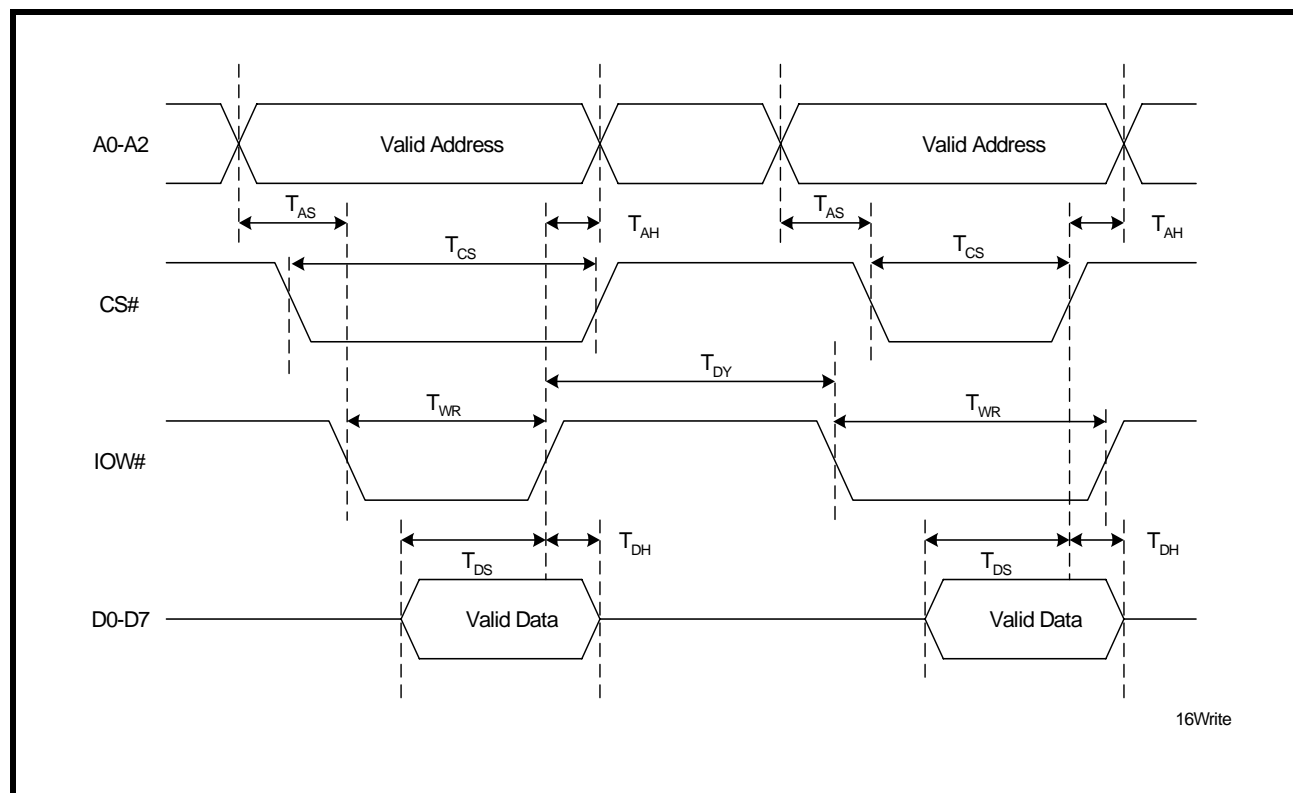 A0-A2
Valid Address
Valid Address
TAS
TAH
TAS
TAH
TCS
TCS
CS#
TDY
TWR
TWR
IOW#
TDH
TDH
TDS
TDS
D0-D7
Valid Data
Valid Data
16Write